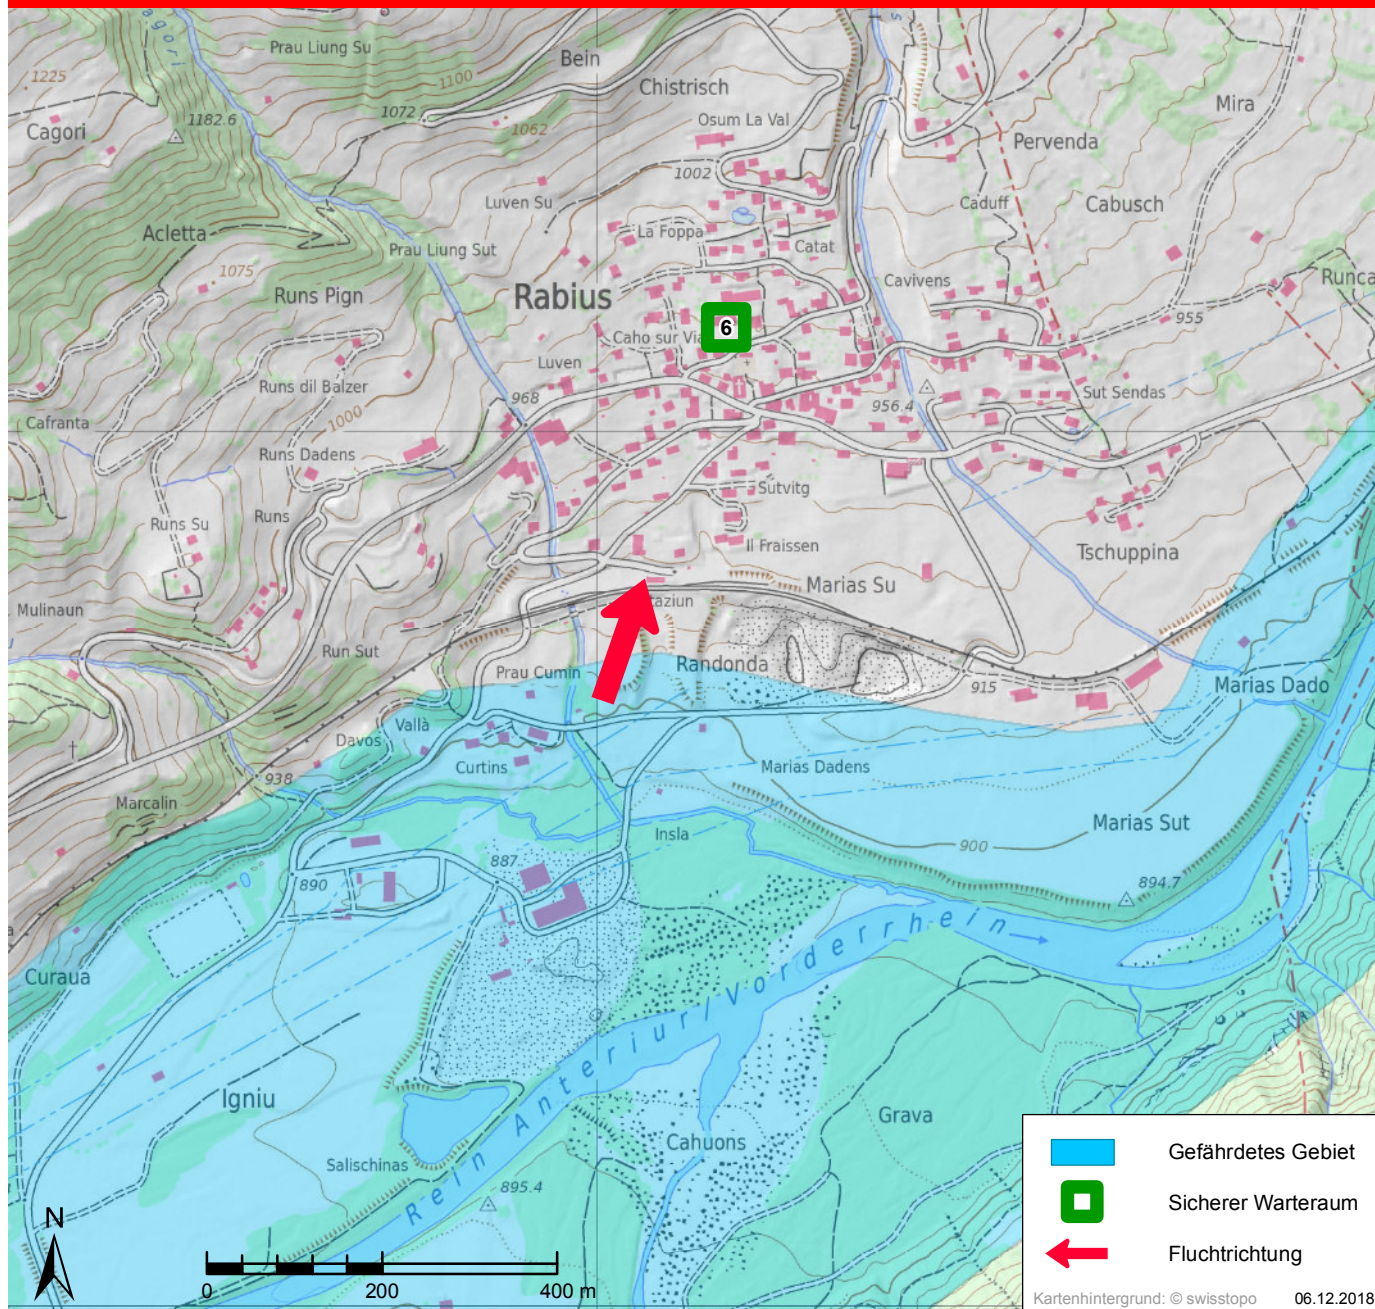 Prau Liung Su
Bein
Chistrisch
1225
1100
1072
1062
Mira
Cagori
1182.6
Osum La Val
Pervenda
1002
Luven Su
Caduff
Cabusch
Acletta
La Foppa
Prau Liung Sut
Catat
1075
Runs Pign
Rabius
Cavivens
Runca
6
955
Caho sur Via
Luven
Runs dil Balzer
968
956.4
Sut Sendas
1000
Cafranta
Runs Dadens
Sutvitg
Runs Su
Runs
Il Fraissen
Tschuppina
Marias Su
Mulinaun
Run Sut
Randonda
Prau Cumin
915
Marias Dado
Vallà
Davos
Curtins
Marias Dadens
938
Marcalin
Insla
Marias Sut
900
887
890
894.7
Curaua
Rein Anteriur/Vorderrhein
Igniu
Grava
Cahuons
Salischinas
895.4
N
0 200 400 m
Gefährdetes Gebiet
Sicherer Warteraum
Fluchtrichtung
Kartenhintergrund: © swisstopo 06.12.2018